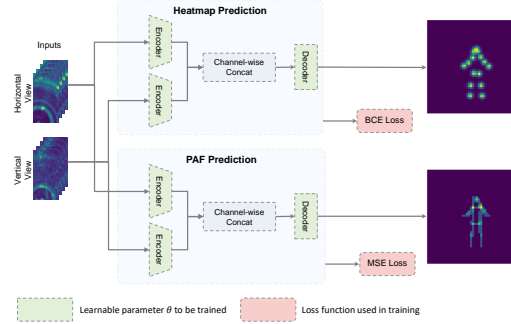 Heatmap Prediction
Inputs
Horizontal
View
Vertical
View
Encoder
Encoder
Channel-wise
Concat
Decoder
BCE Loss
PAF Prediction
Encoder
Encoder
Channel-wise
Concat
Decoder
MSE Loss
Learnable parameter θ to be trained
Loss function used in training